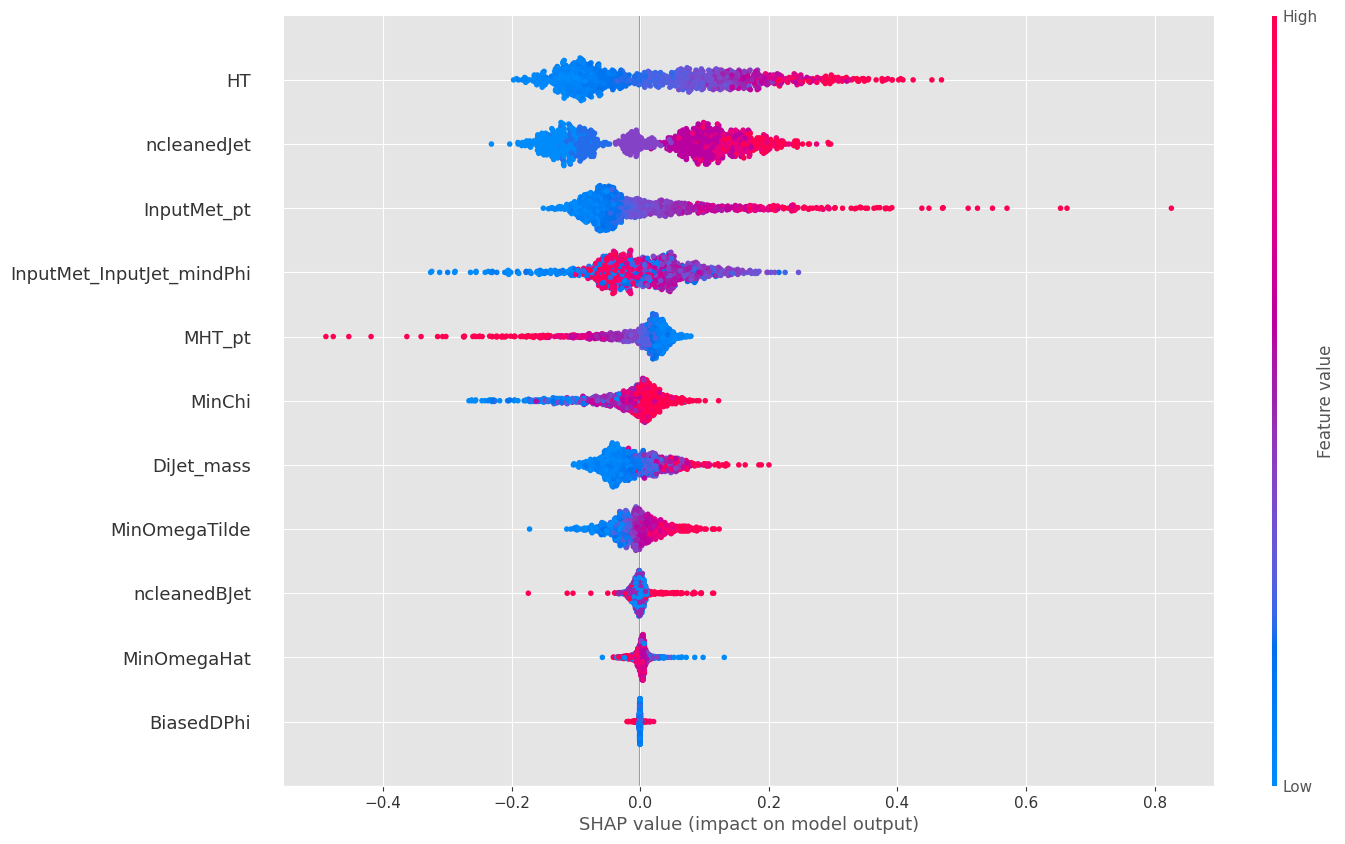 HT
ncleanedJet
InputMet_pt
InputMet_InputJet_mindPhi
MHT_pt
MinChi
DiJet_mass
MinOmegaTilde
ncleanedBJet
MinOmegaHat
BiasedDPhi
−0.4 −0.2 0.0 0.2 0.4 0.6 0.8
SHAP value (impact on model output)
High
Feature value
Low